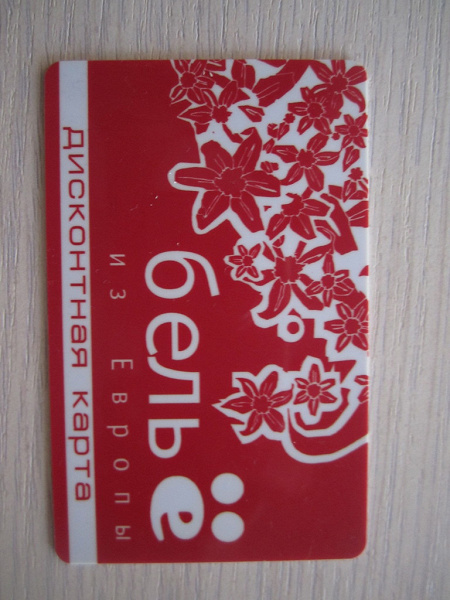 бельё
из Европы
дисконтная карта